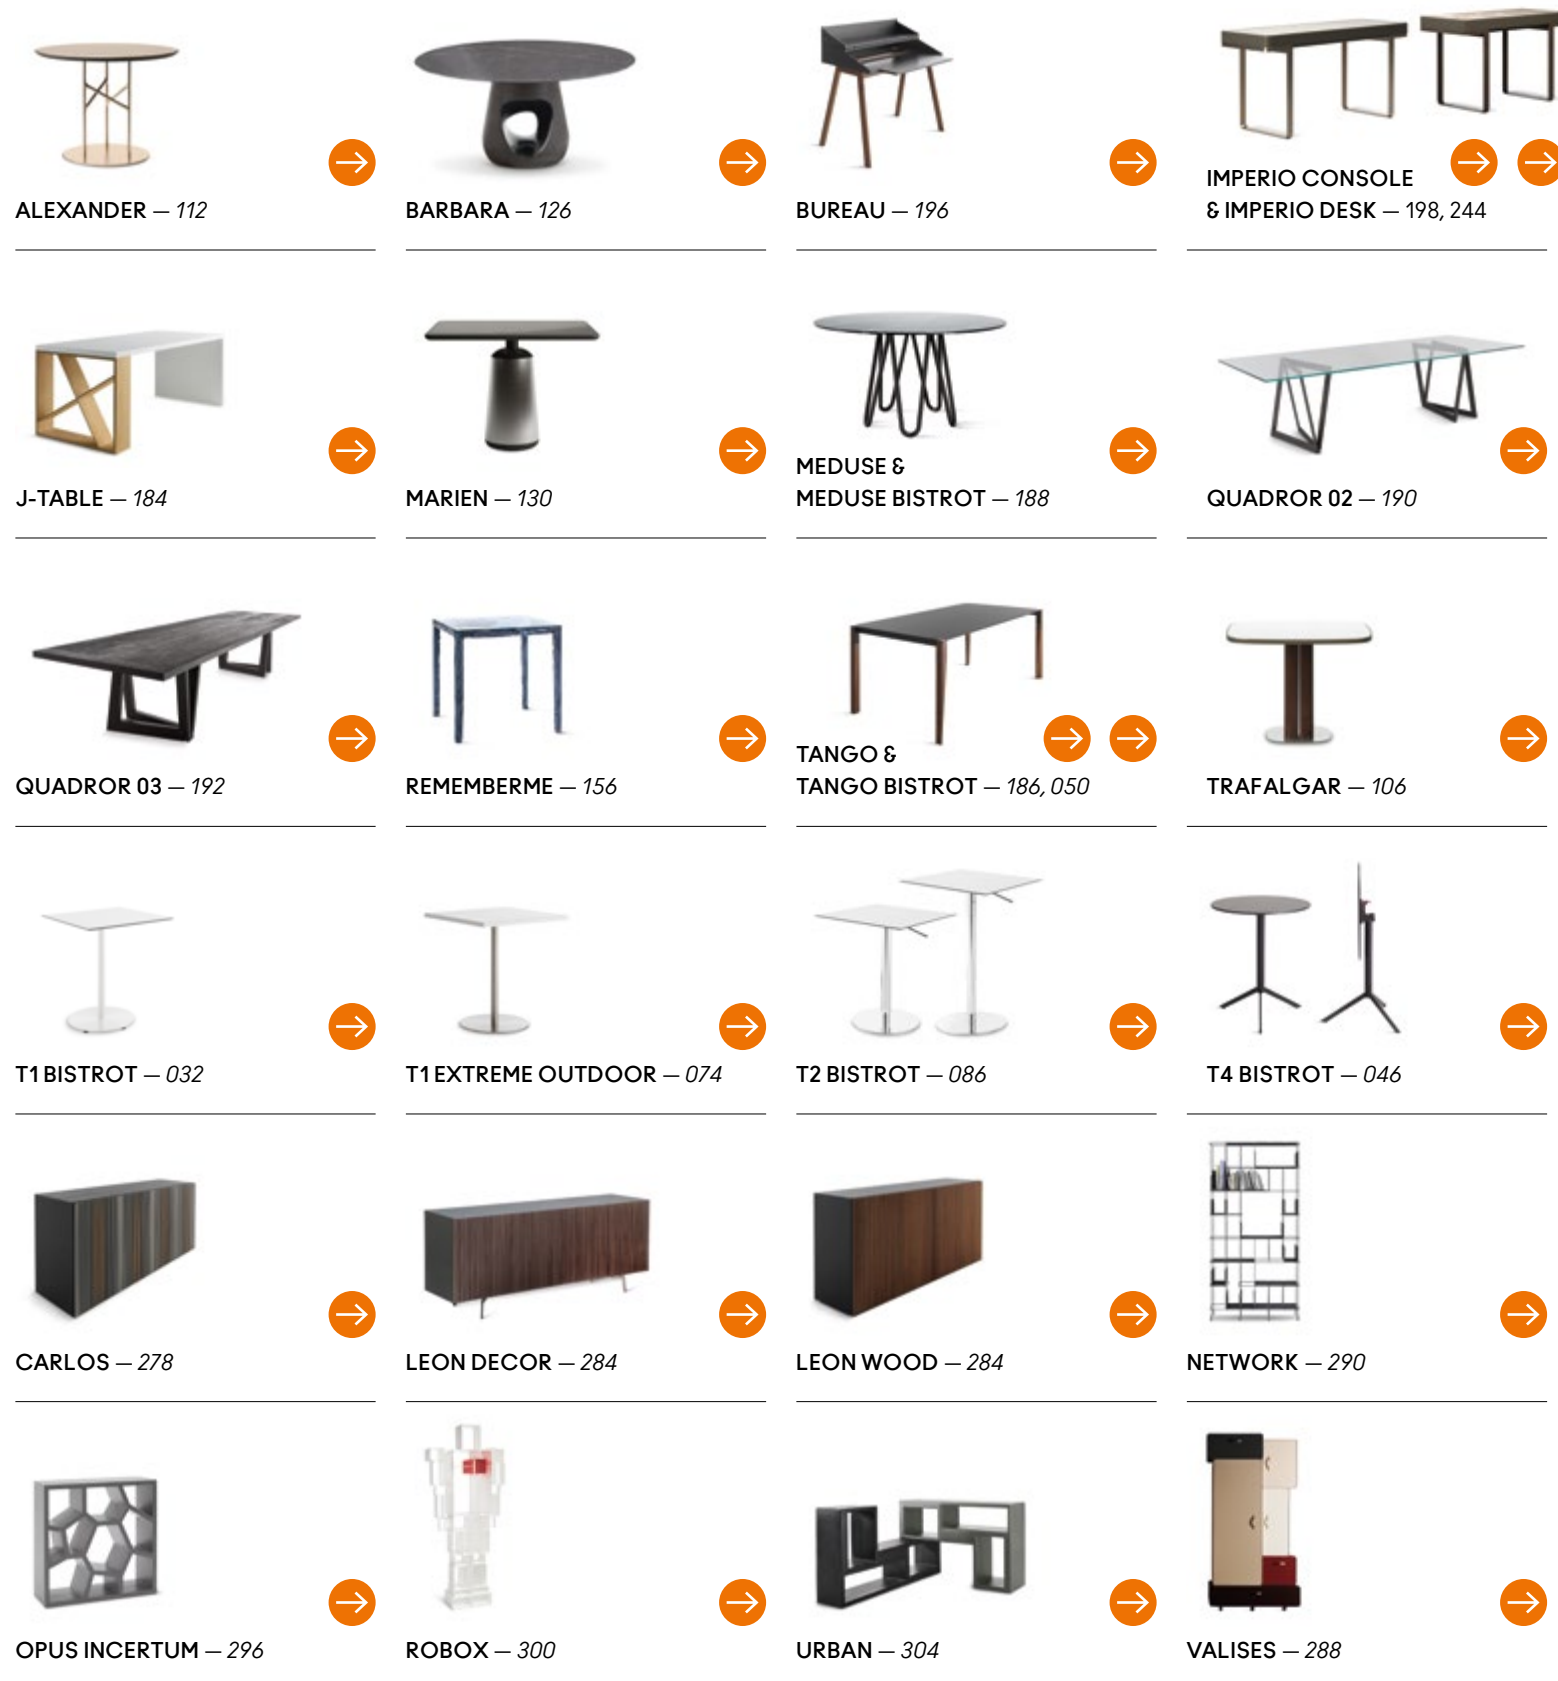 ALEXANDER — 112
BARBARA — 126
BUREAU — 196
IMPERIO CONSOLE
& IMPERIO DESK — 198, 244
J-TABLE — 184
MARIEN — 130
MEDUSE &
MEDUSE BISTROT — 188
QUADROR 02 — 190
QUADROR 03 — 192
REMEMBERME — 156
TANGO &
TANGO BISTROT — 186, 050
TRAFALGAR — 106
T1 BISTROT — 032
T1 EXTREME OUTDOOR — 074
T2 BISTROT — 086
T4 BISTROT — 046
CARLOS — 278
LEON DECOR — 284
LEON WOOD — 284
NETWORK — 290
OPUS INCERTUM — 296
ROBOX — 300
URBAN — 304
VALISES — 288